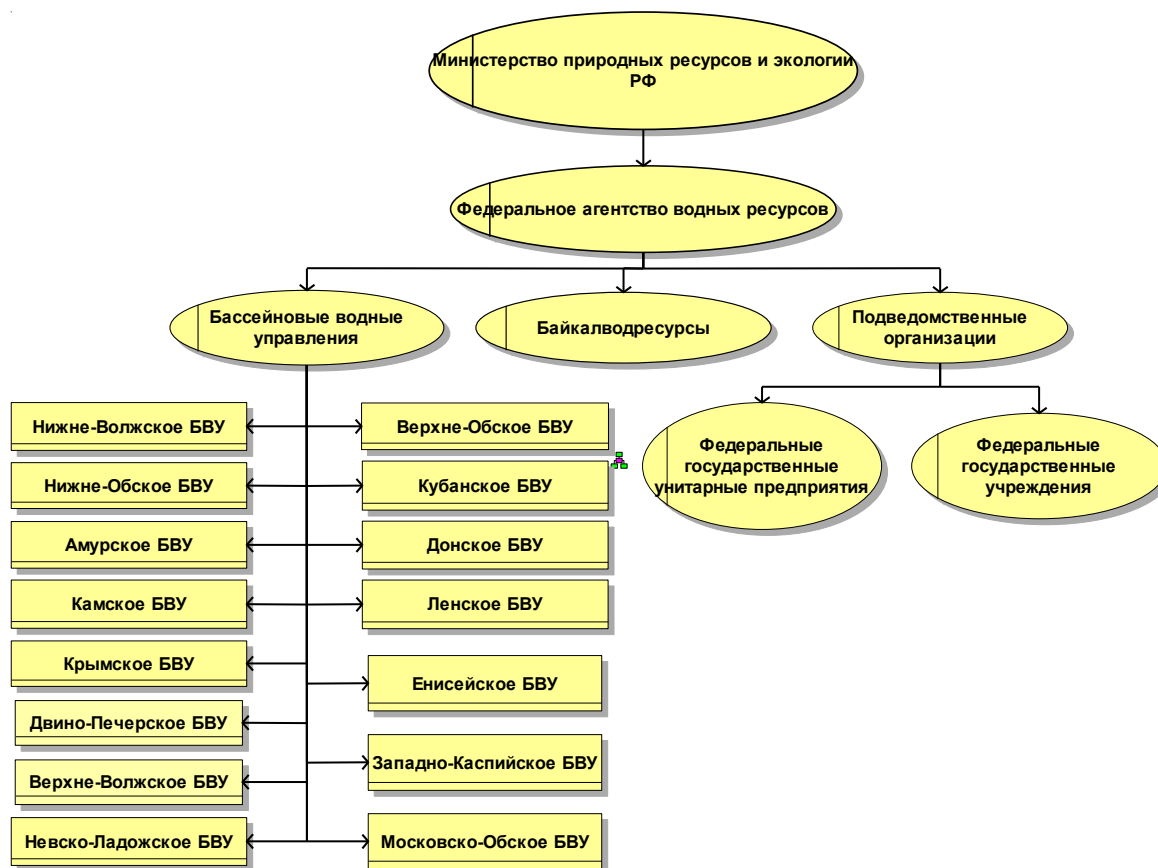 Министерство природных ресурсов и экологии
РФ
Федеральное агентство водных ресурсов
Бассейновые водные
управления
Байкалводресурсы
Подведомственные
организации
Федеральные
государственные
унитарные предприятия
Федеральные
государственные
учреждения
Нижне-Волжское БВУ
Верхне-Обское БВУ
Нижне-Обское БВУ
Кубанское БВУ
Амурское БВУ
Донское БВУ
Камское БВУ
Ленское БВУ
Крымское БВУ
Енисейское БВУ
Двино-Печерское БВУ
Западно-Каспийское БВУ
Верхне-Волжское БВУ
Невско-Ладожское БВУ
Московско-Обское БВУ